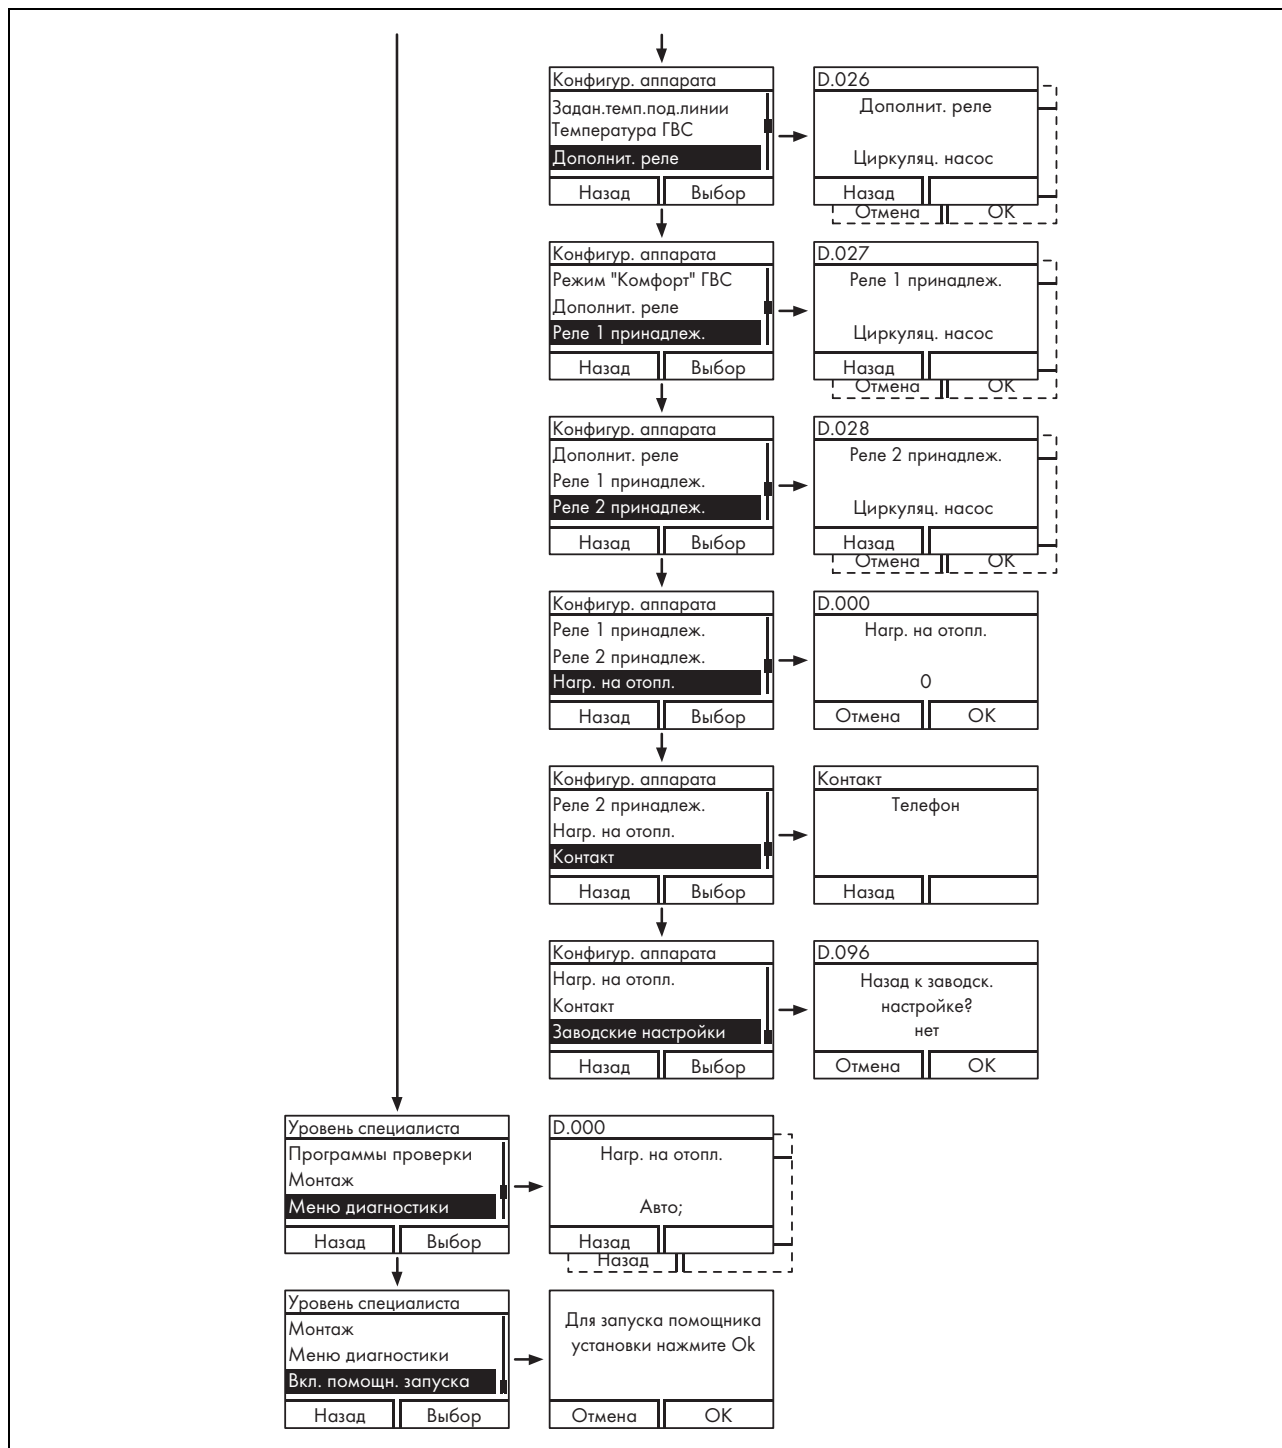 Конфигур. аппарата
Задан.темп.под.линии
Температура ГВС
Дополнит. реле
Назад Выбор
D.026
Дополнит. реле
Циркуляц. насос
Назад
Отмена OK
Конфигур. аппарата
Режим "Комфорт" ГВС
Дополнит. реле
Реле 1 принадлеж.
Назад Выбор
D.027
Реле 1 принадлеж.
Циркуляц. насос
Назад
Отмена OK
Конфигур. аппарата
Дополнит. реле
Реле 1 принадлеж.
Реле 2 принадлеж.
Назад Выбор
D.028
Реле 2 принадлеж.
Циркуляц. насос
Назад
Отмена OK
Конфигур. аппарата
Реле 1 принадлеж.
Реле 2 принадлеж.
Нагр. на отопл.
Назад Выбор
D.000
Нагр. на отопл.
0
Отмена OK
Конфигур. аппарата
Реле 2 принадлеж.
Нагр. на отопл.
Контакт
Назад Выбор
Контакт
Телефон
Назад
Конфигур. аппарата
Нагр. на отопл.
Контакт
Заводские настройки
Назад Выбор
D.096
Назад к заводск.
настройке?
нет
Отмена OK
Уровень специалиста
Программы проверки
Монтаж
Меню диагностики
Назад Выбор
D.000
Нагр. на отопл.
Авто;
Назад
Назад
Уровень специалиста
Монтаж
Меню диагностики
Вкл. помощн. запуска
Назад Выбор
Для запуска помощника
установки нажмите Ok
Отмена OK